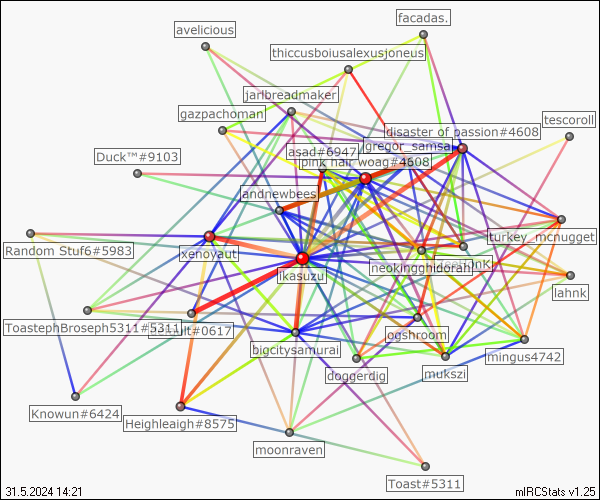 facadas.
avelicious
thiccusboiusalexusjoneus
jarlbreadmaker
gazpachoman
tescoroll
disaster of passion#4608
gregor_samsa
asad#6947
pink hair woag#4608
Duck™#9103
andnewbees
turkey_mcnugget
xenoyaut
Random Stuf6#5983
neokingghidorah
ikasuzu
lahnk
ToastephBroseph5311#5311
#0617
ogshroom
bigcitysamurai
mingus4742
doggerdig
mukszi
Knowun#6424
Heighleaigh#8575
moonraven
Toast#5311
31.5.2024 14:21
mIRCStats v1.25